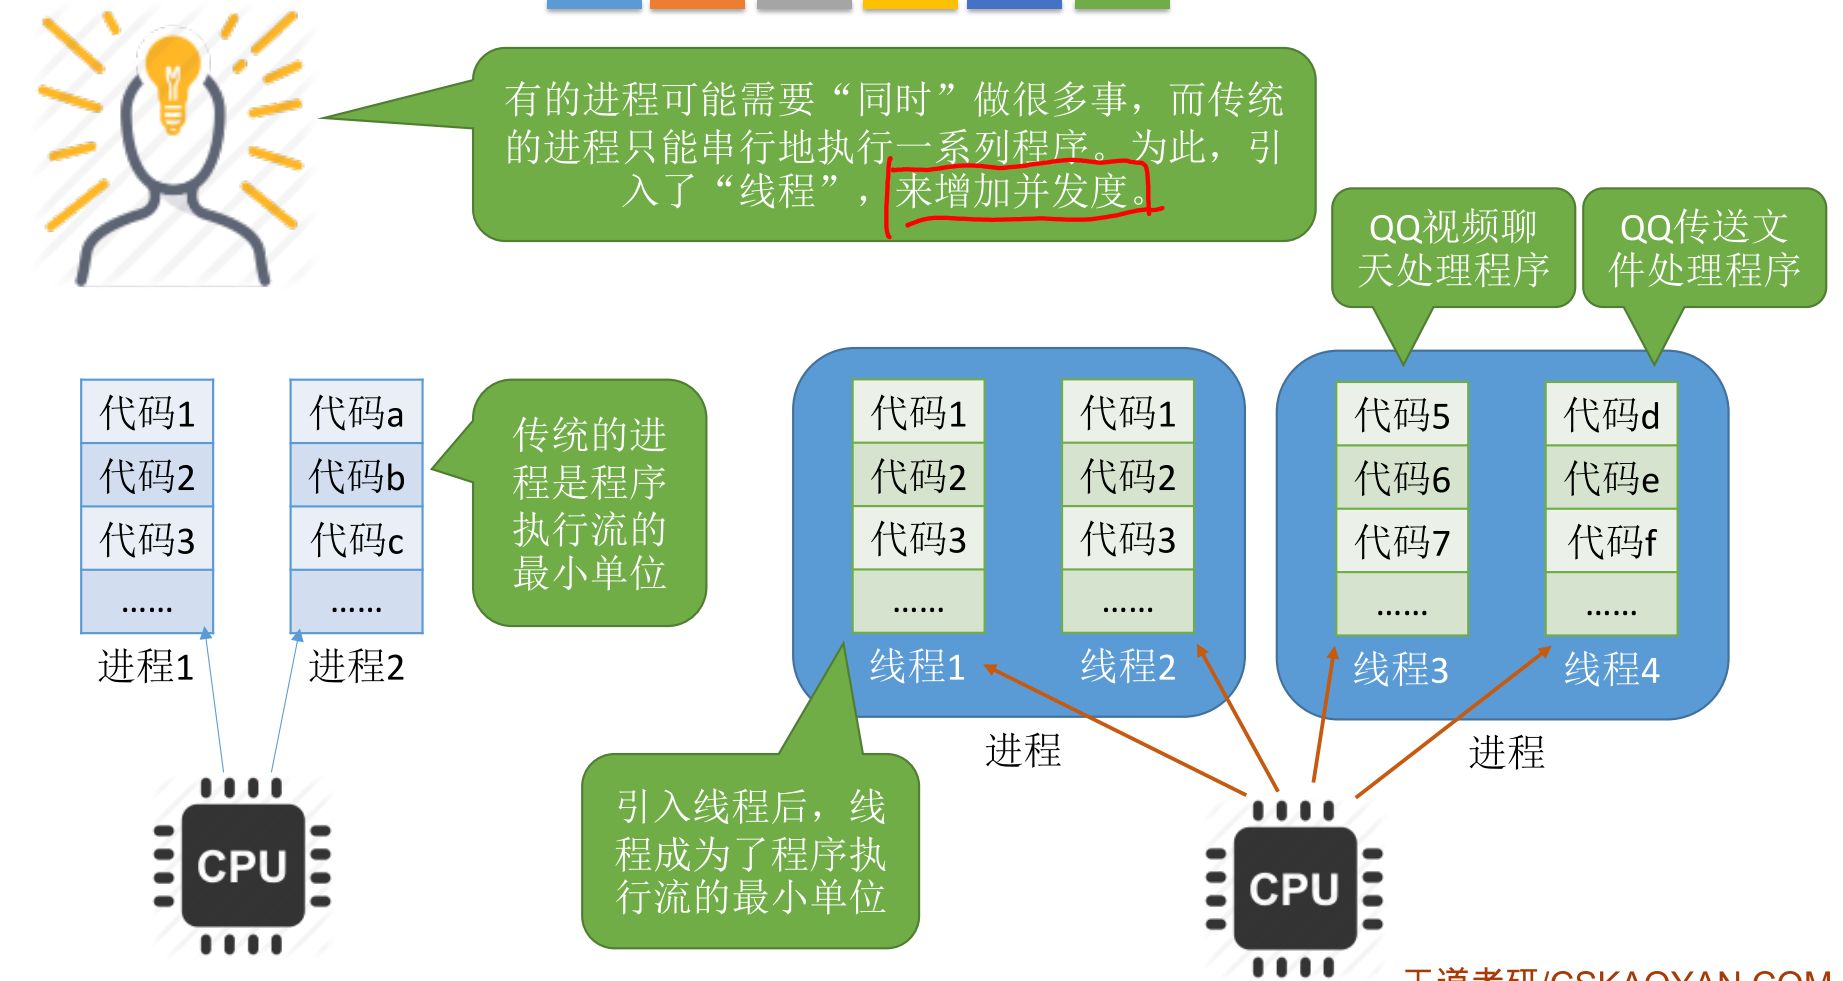 有的进程可能需要“同时”做很多事，而传统
的进程只能串行地执行一系列程序。为此，引
入了“线程”，来增加并发度。
QQ视频聊
天处理程序
QQ传送文
件处理程序
代码1
代码2
代码3
……
进程1
代码a
代码b
代码c
……
进程2
传统的进
程是程序
执行流的
最小单位
代码1
代码2
代码3
……
线程1
代码1
代码2
代码3
……
线程2
进程
代码5
代码6
代码7
……
线程3
代码d
代码e
代码f
……
线程4
进程
引入线程后，线
程成为了程序执
行流的最小单位
CPU
CPU
王道考研/CSKAOYAN.COM